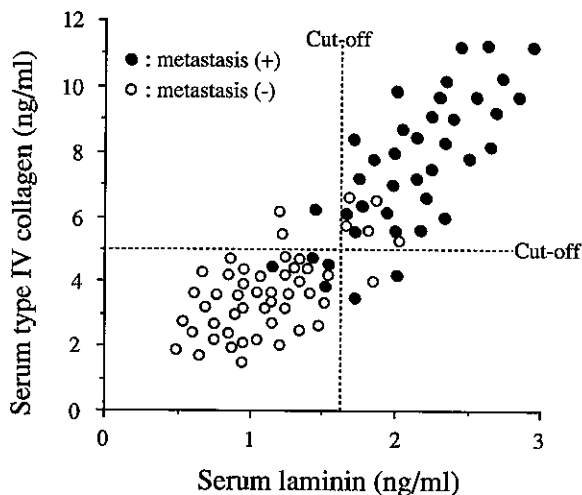 Cut-off
● : metastasis (+)
○ : metastasis (-)
Cut-off
Serum type IV collagen (ng/ml)
12
10
8
6
4
2
0
0 1 2 3
Serum laminin (ng/ml)